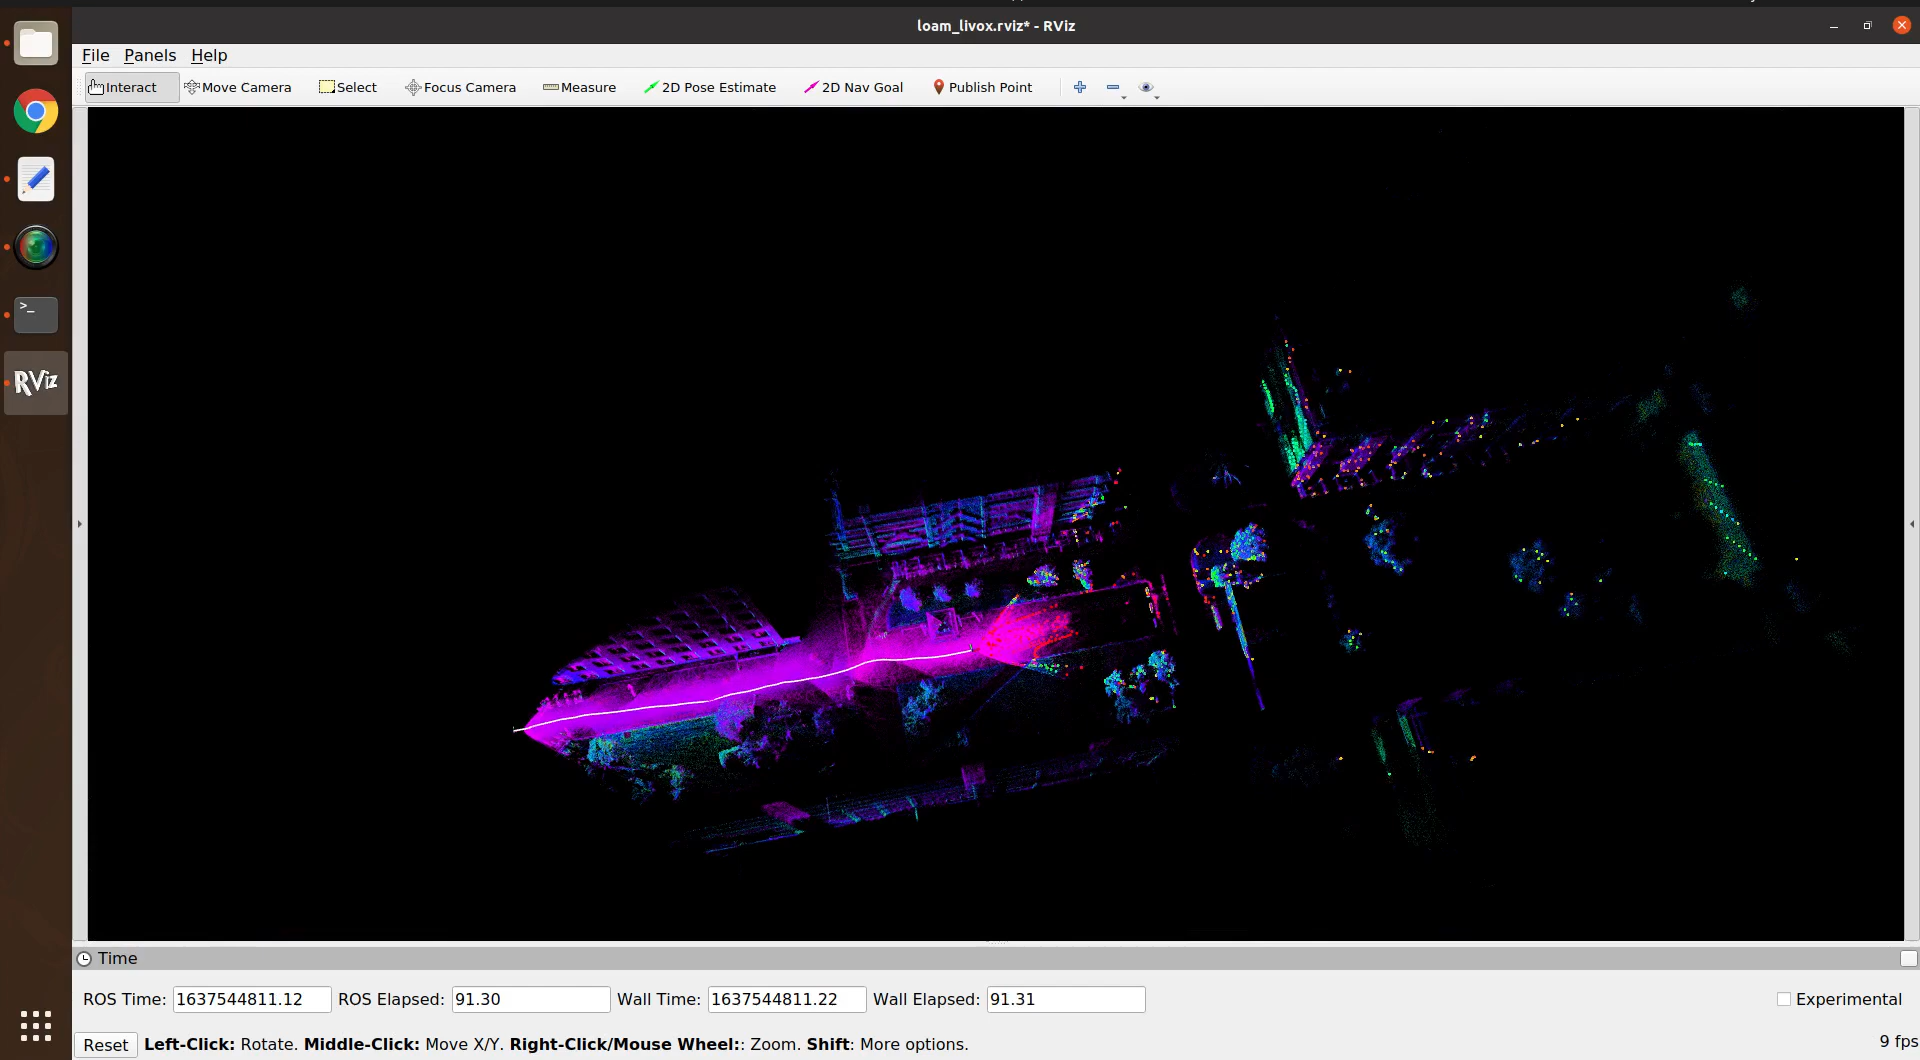 loam_livox.rviz* - RViz
File Panels Help
Interact Move Camera Select Focus Camera Measure 2D Pose Estimate 2D Nav Goal Publish Point
>_
RViz
Time
ROS Time: 1637544811.12 ROS Elapsed: 91.30 Wall Time: 1637544811.22 Wall Elapsed: 91.31 Experimental
Reset Left-Click: Rotate. Middle-Click: Move X/Y. Right-Click/Mouse Wheel:: Zoom. Shift: More options. 9 fps